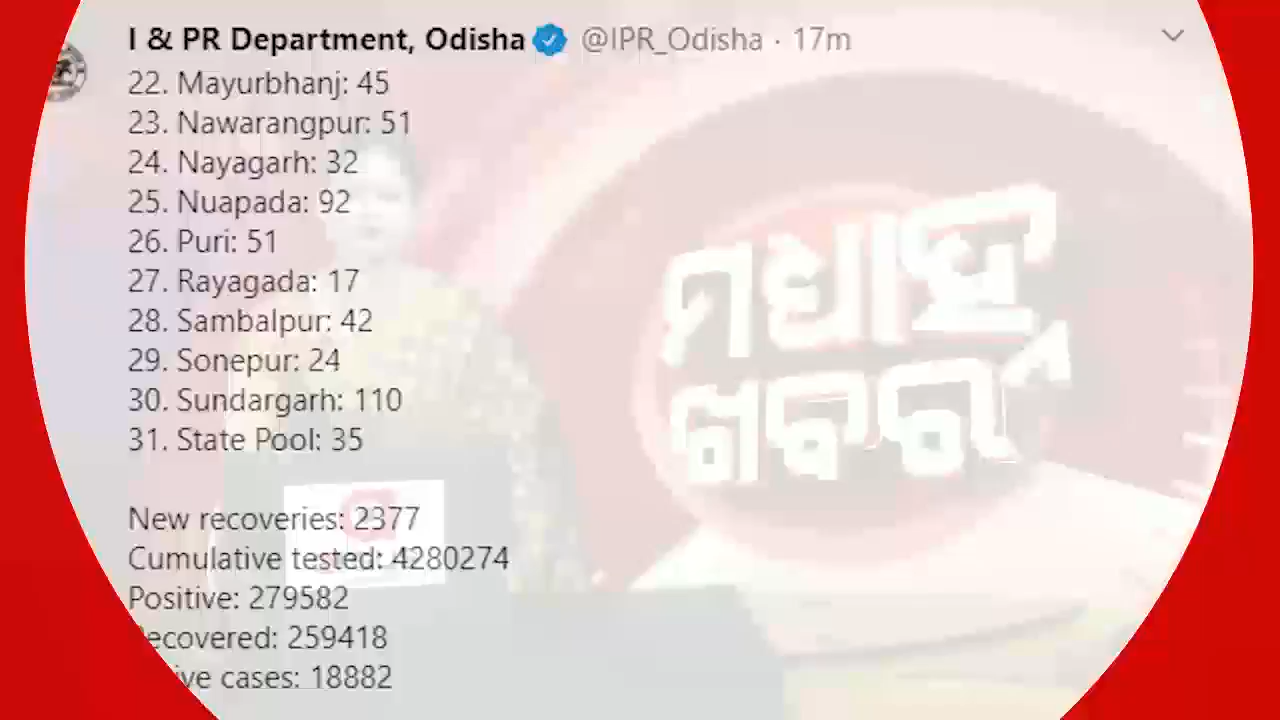 I & PR Department, Odisha @IPR_Odisha · 17m
22. Mayurbhanj: 45
23. Nawarangpur: 51
24. Nayagarh: 32
25. Nuapada: 92
26. Puri: 51
27. Rayagada: 17
28. Sambalpur: 42
29. Sonepur: 24
30. Sundargarh: 110
31. State Pool: 35
New recoveries: 2377
Cumulative tested: 4280274
Positive: 279582
ecovered: 259418
ive cases: 18882
ମଧ୍ୟାହ୍ନ
ଖବର